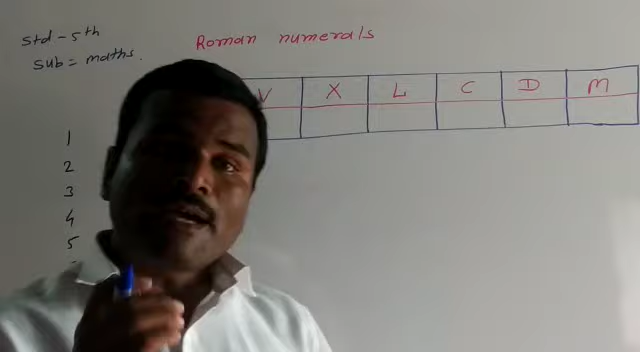 Std - 5th
Sub = maths.
Roman numerals
V X L C D M
1
2
3
4
5